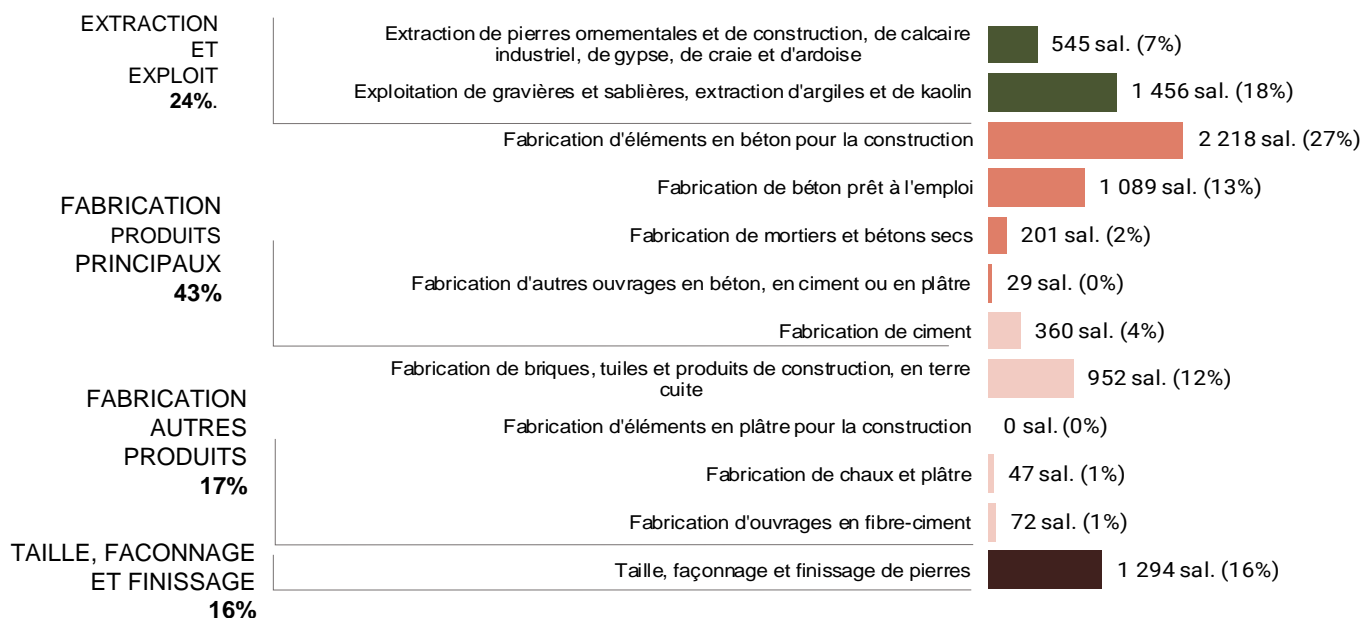 EXTRACTION
ET
EXPLOIT
24%.
Extraction de pierres ornementales et de construction, de calcaire
industriel, de gypse, de craie et d'ardoise
545 sal. (7%)
Exploitation de gravières et sablières, extraction d'argiles et de kaolin
1 456 sal. (18%)
FABRICATION
PRODUITS
PRINCIPAUX
43%
Fabrication d'éléments en béton pour la construction
2 218 sal. (27%)
Fabrication de béton prêt à l'emploi
1 089 sal. (13%)
Fabrication de mortiers et bétons secs
201 sal. (2%)
Fabrication d'autres ouvrages en béton, en ciment ou en plâtre
29 sal. (0%)
Fabrication de ciment
360 sal. (4%)
FABRICATION
AUTRES
PRODUITS
17%
Fabrication de briques, tuiles et produits de construction, en terre
cuite
952 sal. (12%)
Fabrication d'éléments en plâtre pour la construction
0 sal. (0%)
Fabrication de chaux et plâtre
47 sal. (1%)
Fabrication d'ouvrages en fibre-ciment
72 sal. (1%)
TAILLE, FACONNAGE
ET FINISSAGE
16%
Taille, façonnage et finissage de pierres
1 294 sal. (16%)